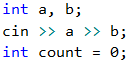 int a, b;
cin >> a >> b;
int count = 0;